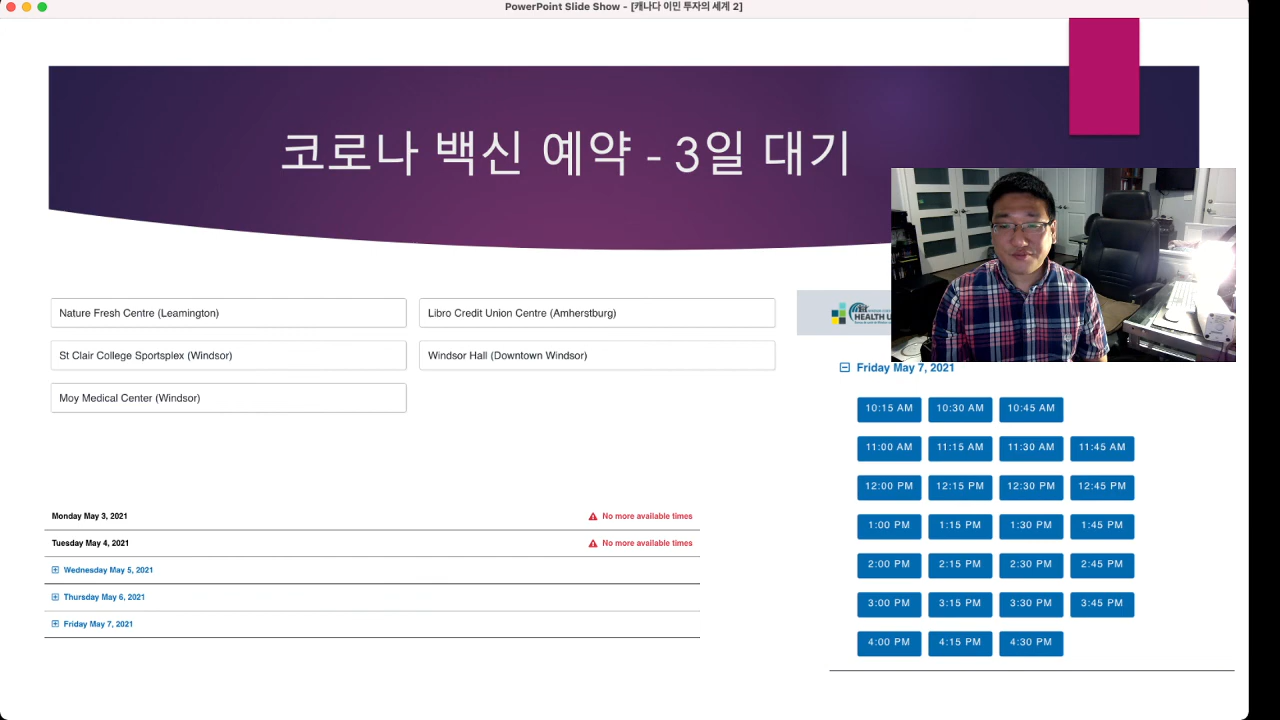 PowerPoint Slide Show - [캐나다 이민 투자의 세계 2]
코로나 백신 예약 - 3일 대기
Nature Fresh Centre (Leamington)
Libro Credit Union Centre (Amherstburg)
St Clair College Sportsplex (Windsor)
Windsor Hall (Downtown Windsor)
Moy Medical Center (Windsor)
Monday May 3, 2021
No more available times
Tuesday May 4, 2021
No more available times
Wednesday May 5, 2021
Thursday May 6, 2021
Friday May 7, 2021
HEALTH
Friday May 7, 2021
10:15 AM 10:30 AM 10:45 AM
11:00 AM 11:15 AM 11:30 AM 11:45 AM
12:00 PM 12:15 PM 12:30 PM 12:45 PM
1:00 PM 1:15 PM 1:30 PM 1:45 PM
2:00 PM 2:15 PM 2:30 PM 2:45 PM
3:00 PM 3:15 PM 3:30 PM 3:45 PM
4:00 PM 4:15 PM 4:30 PM